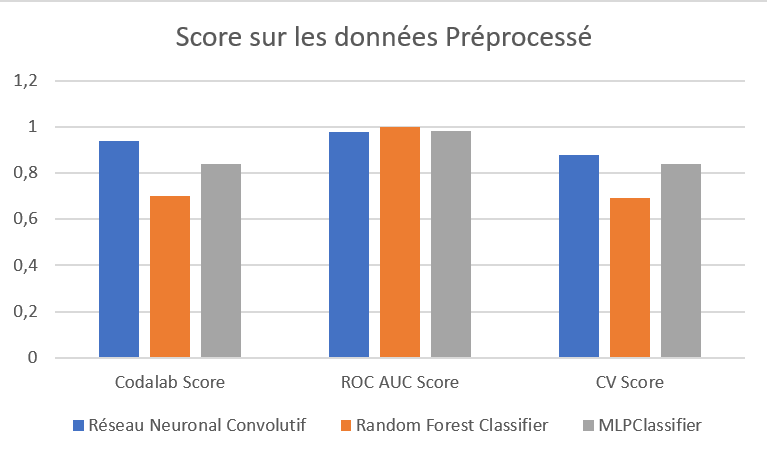 Score sur les données Préprocessé
1,2
1
0,8
0,6
0,4
0,2
0
Codalab Score ROC AUC Score CV Score
Réseau Neuronal Convolutif Random Forest Classifier MLPClassifier